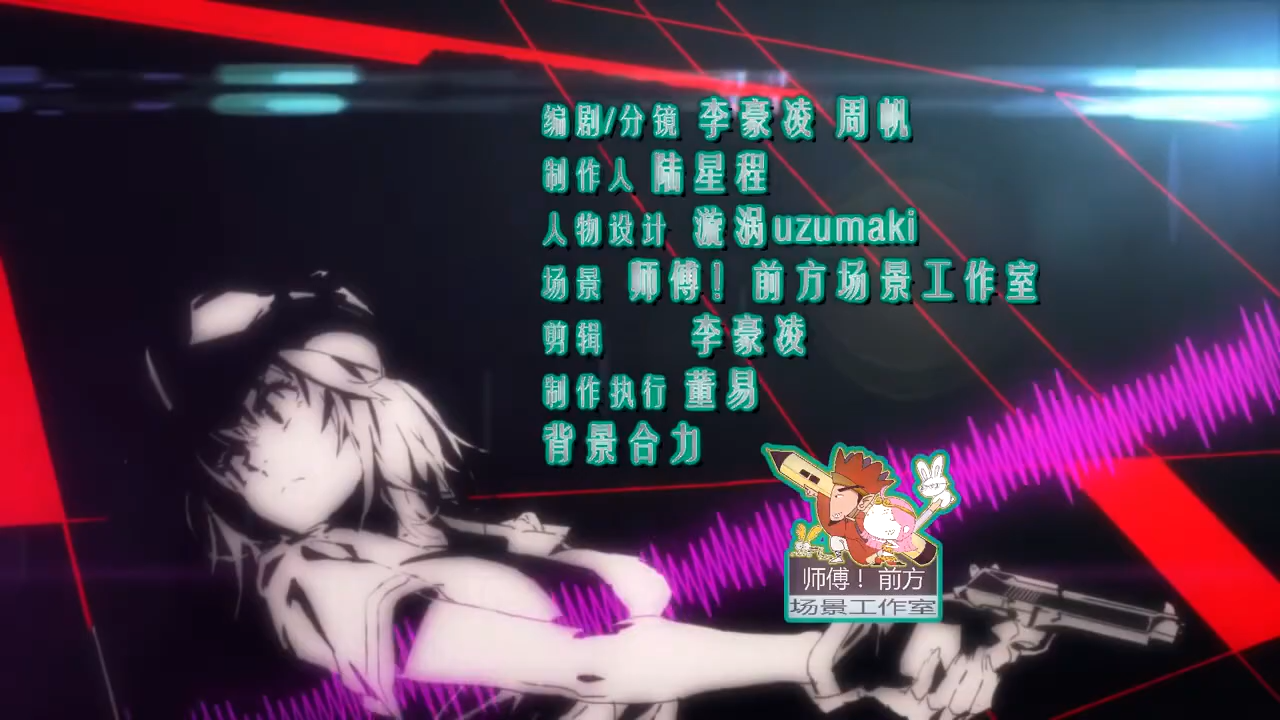 编剧/分镜 李豪凌 周帆
制作人 陆星程
人物设计 漩涡uzumaki
场景 师傅！前方场景工作室
剪辑 李豪凌
制作执行 董易
背景合力
师傅！前方
场景工作室